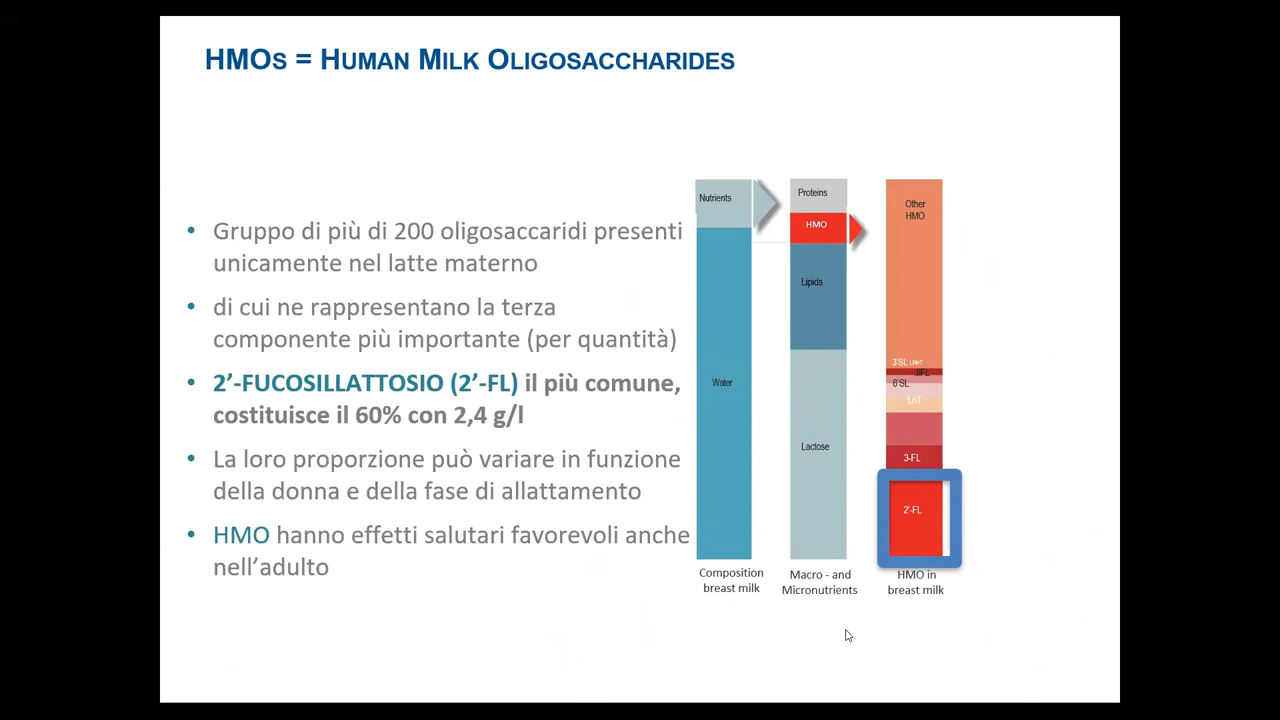 HMOs = Human Milk Oligosaccharides
• Gruppo di più di 200 oligosaccaridi presenti
unicamente nel latte materno
• di cui ne rappresentano la terza
componente più importante (per quantità)
• 2’-FUCOSILLATTOSIO (2’-FL) il più comune,
costituisce il 60% con 2,4 g/l
• La loro proporzione può variare in funzione
della donna e della fase di allattamento
• HMO hanno effetti salutari favorevoli anche
nell’adulto
Nutrients
Water
Composition
breast milk
Proteins
HMO
Lipids
Lactose
Macro - and
Micronutrients
Other
HMO
3'SL
6'SL
LnT
3-FL
2'-FL
HMO in
breast milk